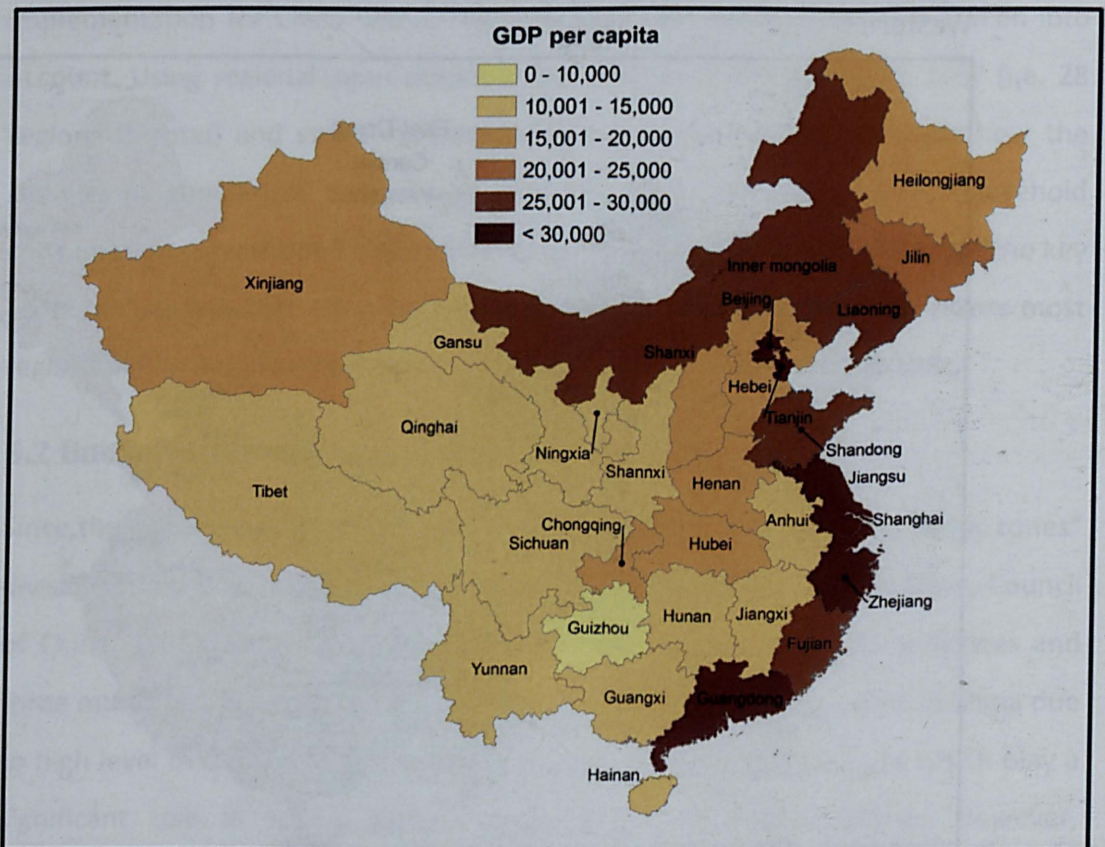 GDP per capita
0 - 10,000
10,001 - 15,000
15,001 - 20,000
20,001 - 25,000
25,001 - 30,000
< 30,000
Heilongjiang
Jilin
Inner mongolia
Xinjiang
Beijing
Liaoning
Gansu
Shanxi
Hebei
Tianjin
Qinghai
Ningxia
Shandong
Shannxi
Jiangsu
Henan
Tibet
Anhui
Shanghai
Chongqing
Sichuan
Hubei
Zhejiang
Hunan
Jiangxi
Guizhou
Fujian
Yunnan
Guangxi
Guangdong
Hainan